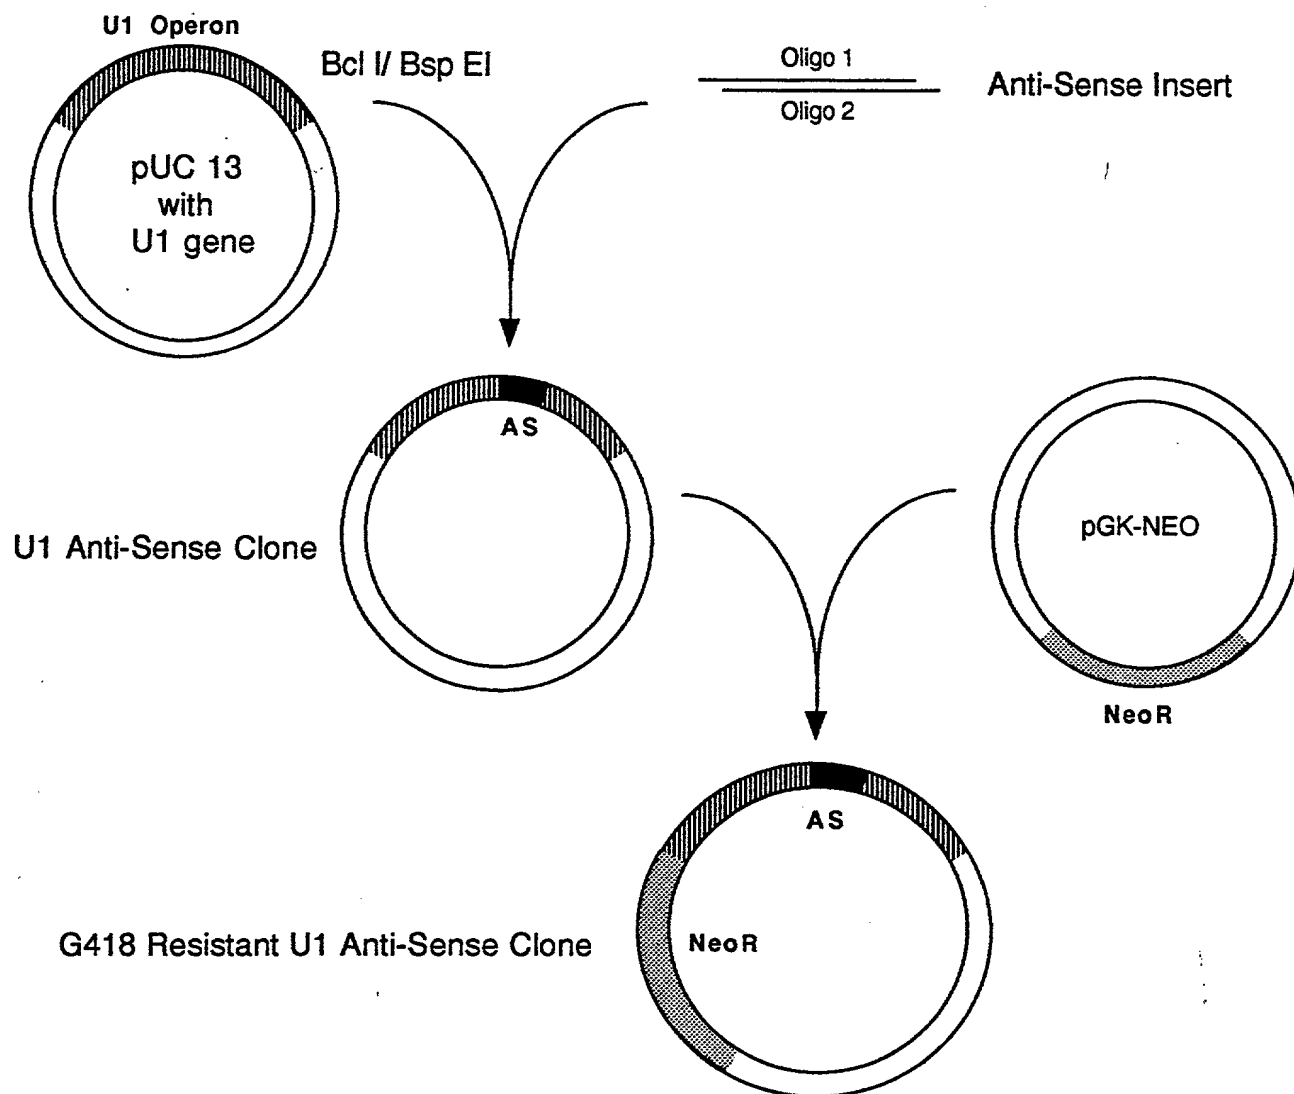 U1 Operon
Bcl I/ Bsp EI
Oligo 1
Oligo 2
Anti-Sense Insert
pUC 13
with
U1 gene
AS
U1 Anti-Sense Clone
pGK-NEO
NeoR
AS
NeoR
G418 Resistant U1 Anti-Sense Clone